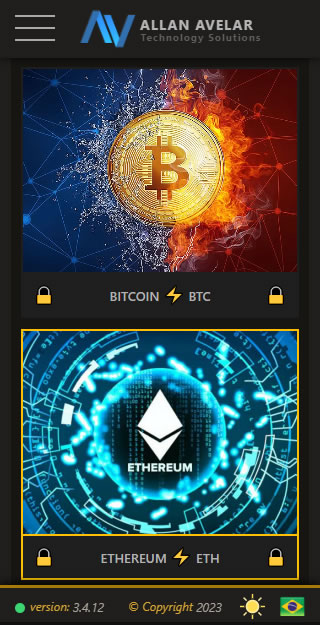 ALLAN AVELAR
Technology Solutions
BITCOIN ⚡ BTC
ETHEREUM
ETHEREUM ⚡ ETH
version: 3.4.12 © Copyright 2023